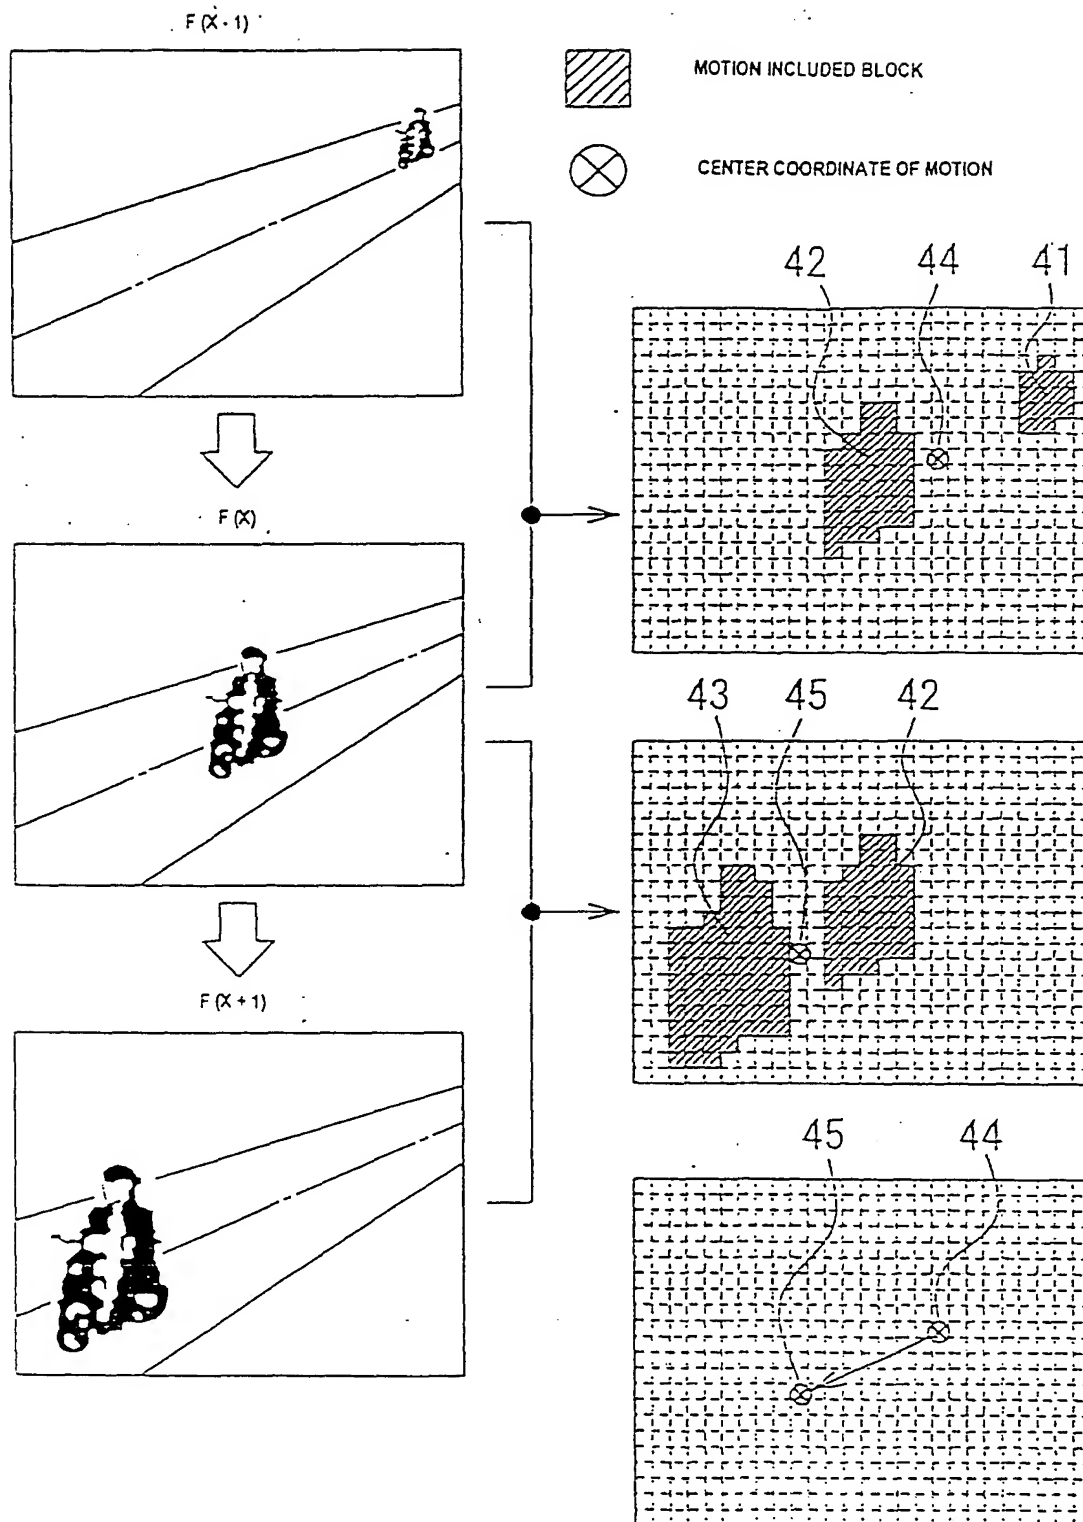 F (X - 1)
MOTION INCLUDED BLOCK
CENTER COORDINATE OF MOTION
42 44 41
F (X)
43 45 42
F (X + 1)
45 44